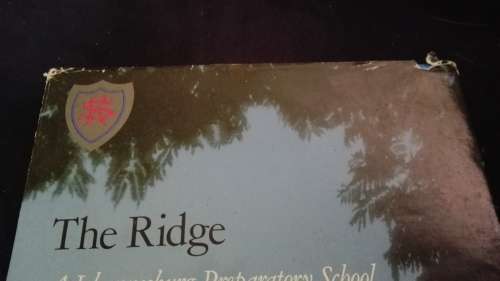 The Ridge
A Johannesburg Preparatory School